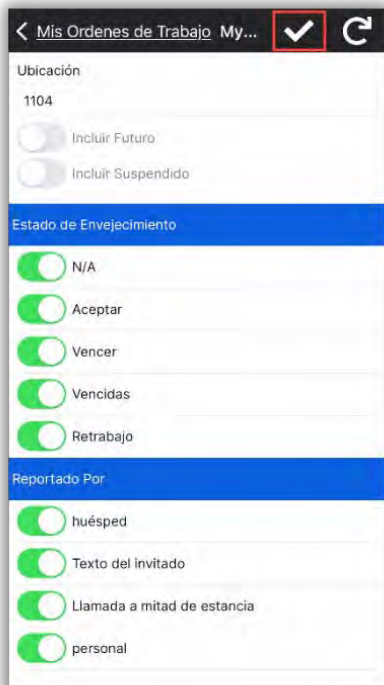 Mis Ordenes de Trabajo My...
Ubicación
1104
Incluir Futuro
Incluir Suspendido
Estado de Envejecimiento
N/A
Aceptar
Vencer
Vencidas
Retrabajo
Reportado Por
huésped
Texto del invitado
Llamada a mitad de estancia
personal